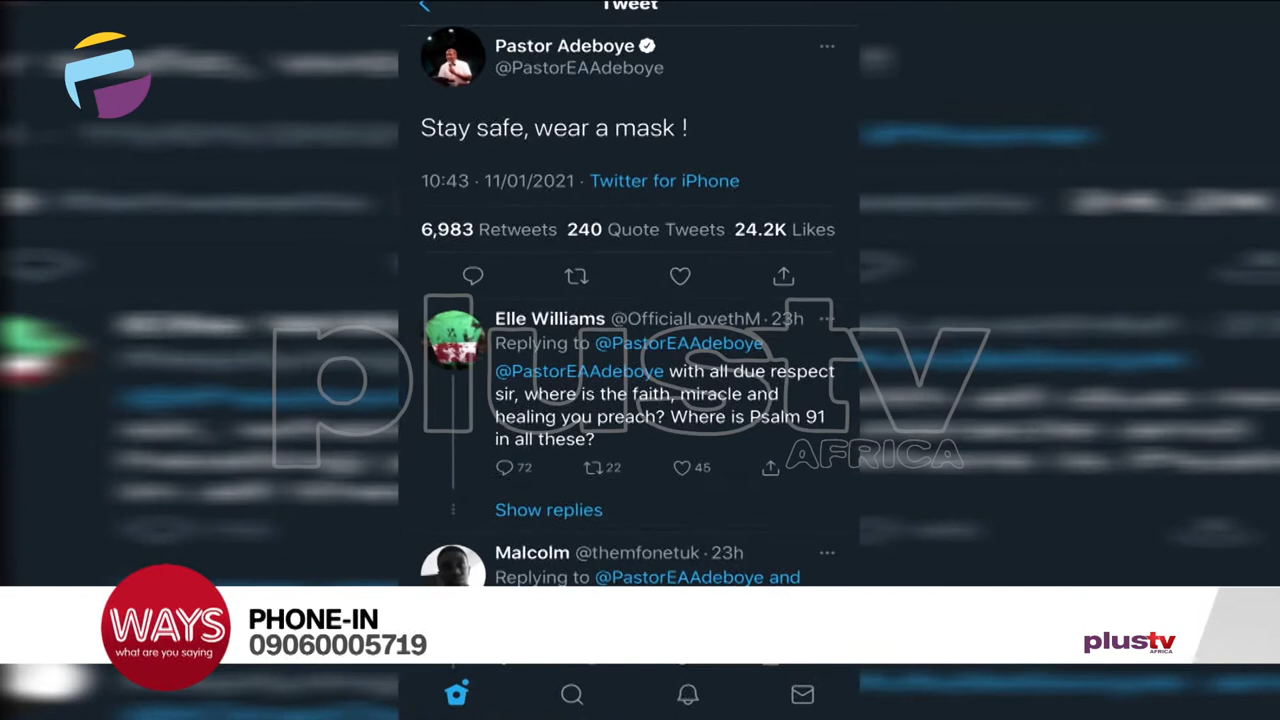 Tweet
Pastor Adeboye
@PastorEAAdeboye
Stay safe, wear a mask !
10:43 · 11/01/2021 · Twitter for iPhone
6,983 Retweets 240 Quote Tweets 24.2K Likes
Elle Williams @OfficialLovethM · 23h
Replying to @PastorEAAdeboye
@PastorEAAdeboye with all due respect
sir, where is the faith, miracle and
healing you preach? Where is Psalm 91
in all these?
72 22 45
Show replies
Malcolm @themfonetuk · 23h
Replying to @PastorEAAdeboye and
plustv
AFRICA
WAYS
what are you saying
PHONE-IN
09060005719
plustv
AFRICA